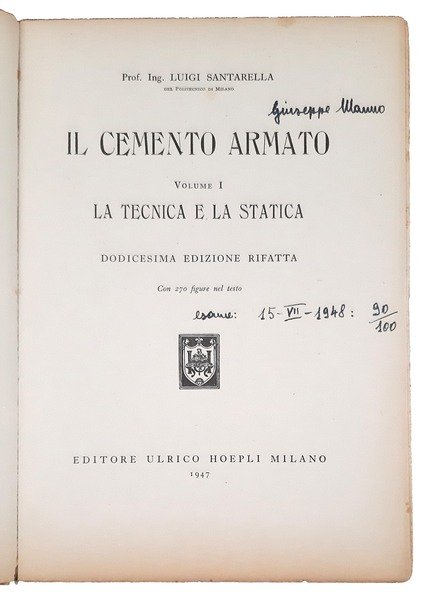 Prof. Ing. LUIGI SANTARELLA
DEL POLITECNICO DI MILANO
Giuseppe Manno
IL CEMENTO ARMATO
VOLUME I
LA TECNICA E LA STATICA
DODICESIMA EDIZIONE RIFATTA
Con 270 figure nel testo
esame: 15-VII-1948: 90/100
EDITORE ULRICO HOEPLI MILANO
1947